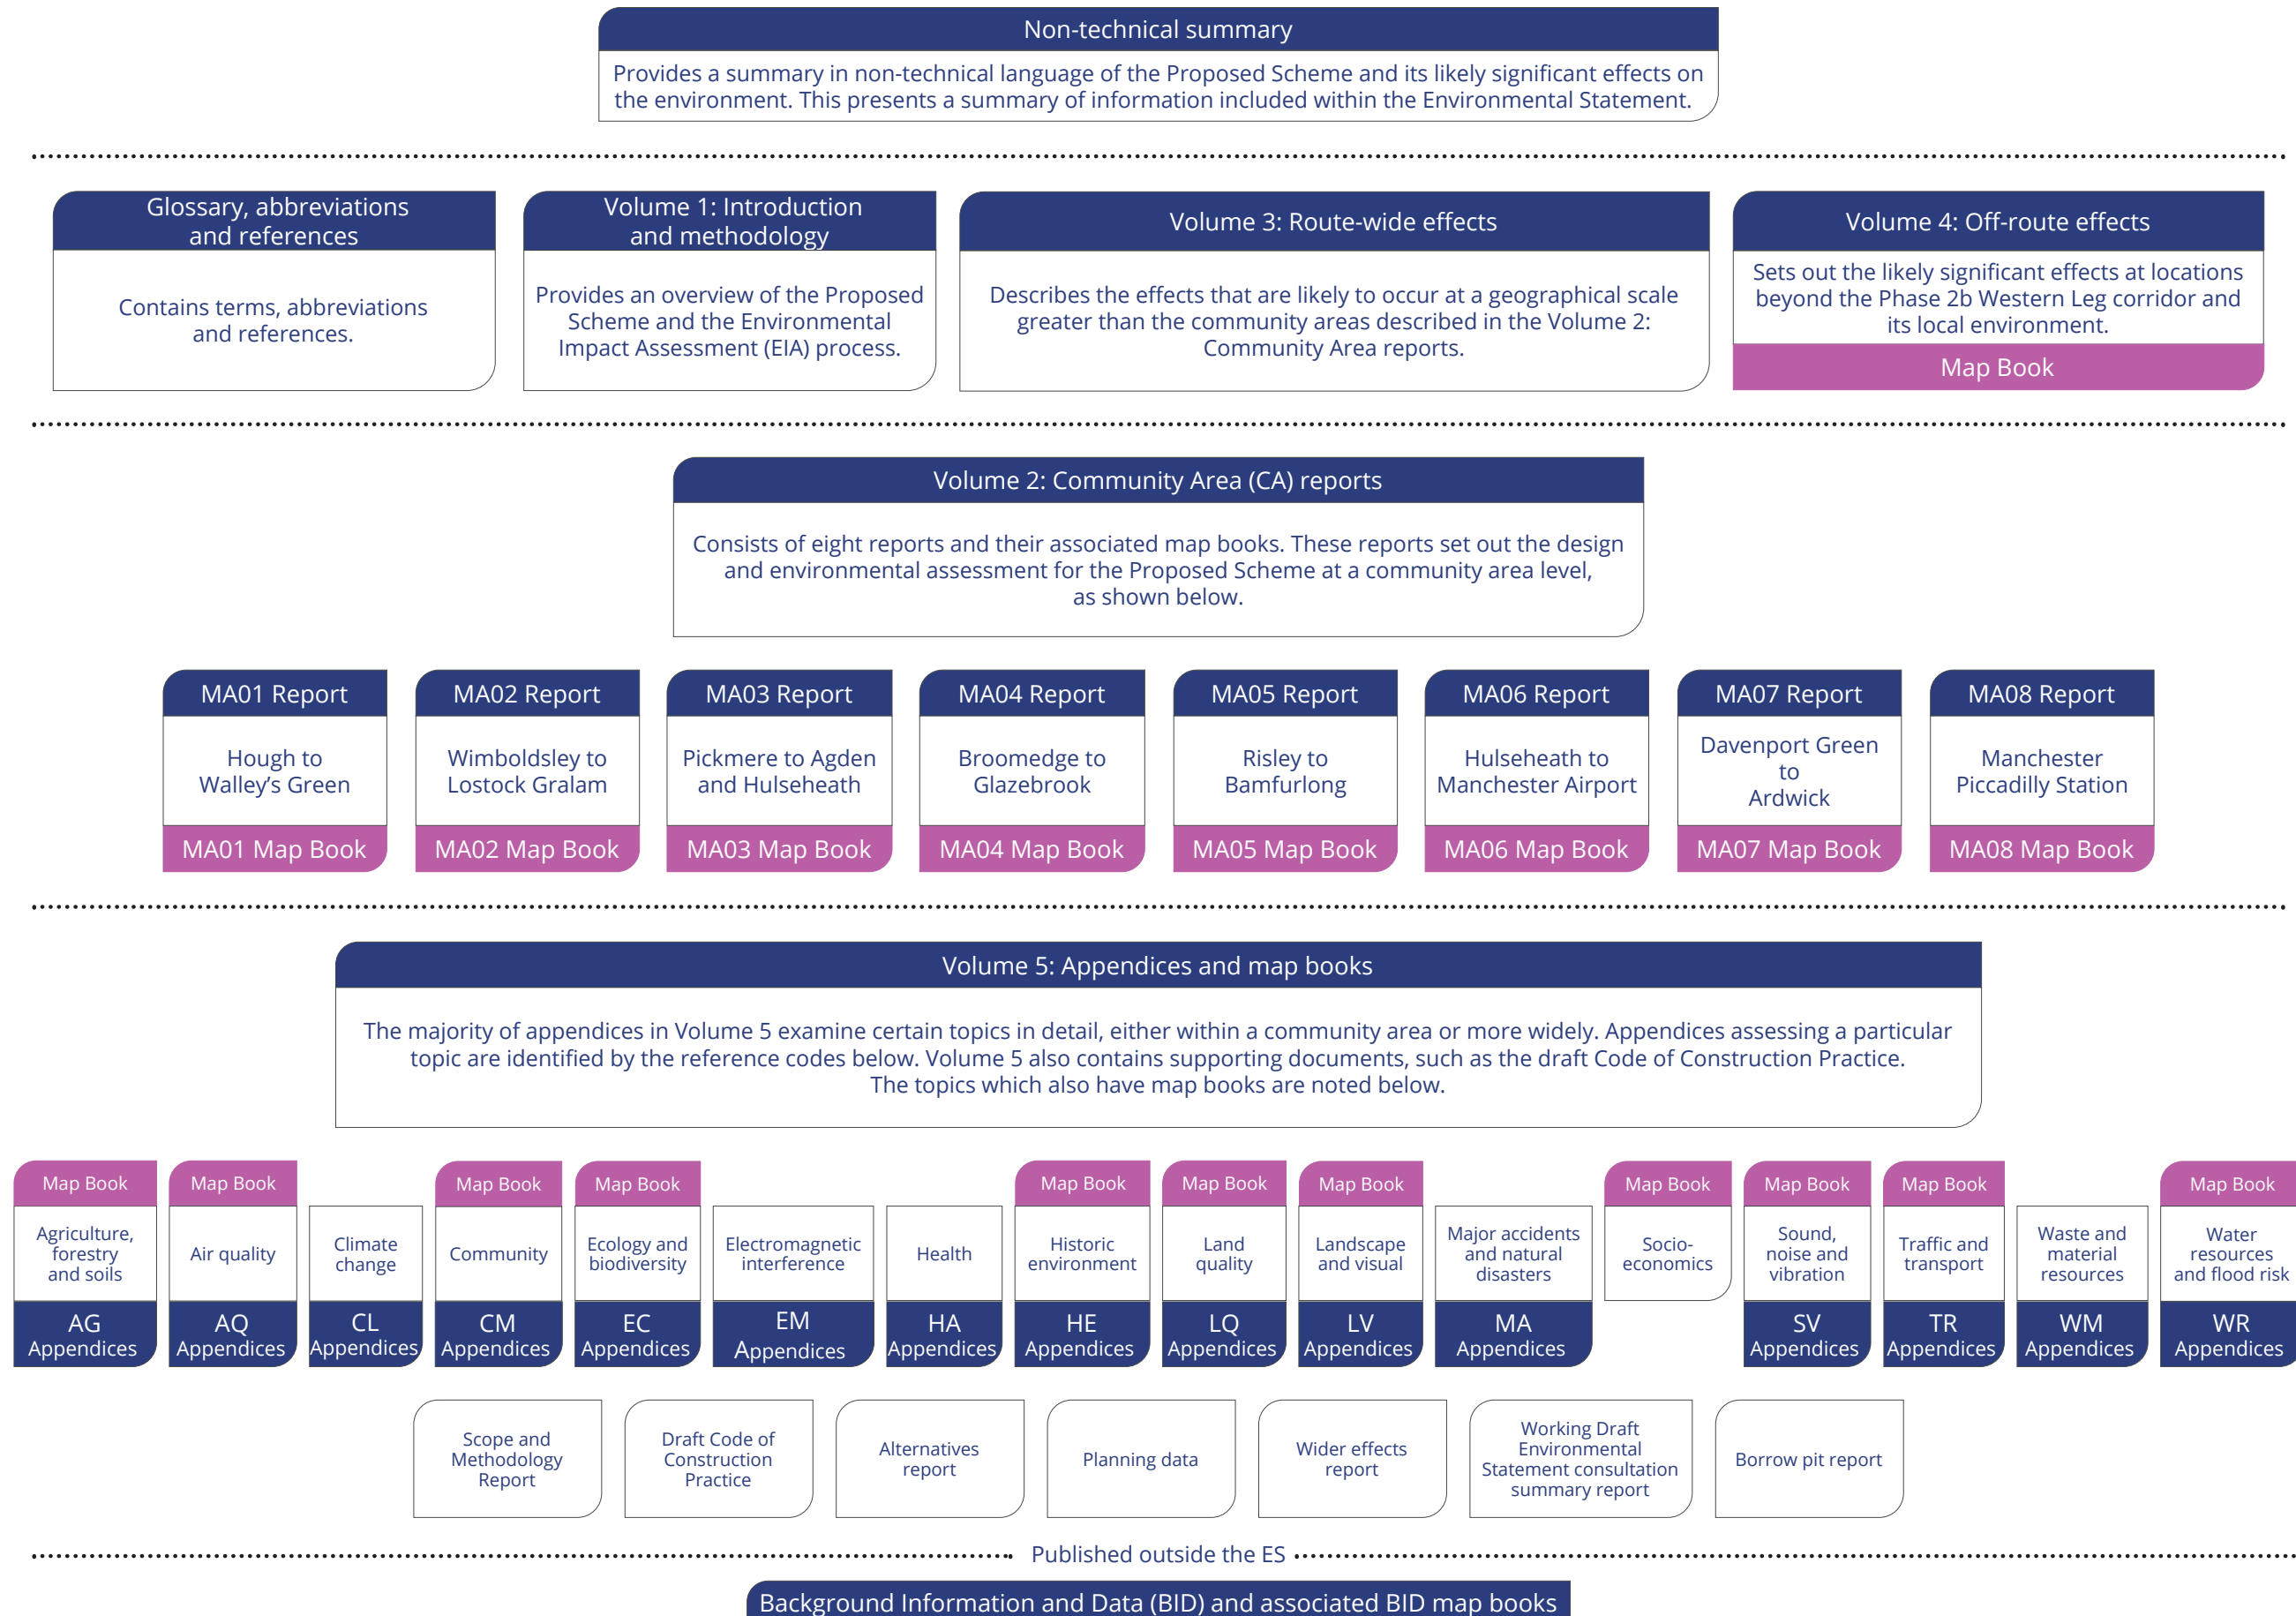 Non-technical summary
Provides a summary in non-technical language of the Proposed Scheme and its likely significant effects on
the environment. This presents a summary of information included within the Environmental Statement.
Glossary, abbreviations
and references
Contains terms, abbreviations
and references.
Volume 1: Introduction
and methodology
Provides an overview of the Proposed
Scheme and the Environmental
Impact Assessment (EIA) process.
Volume 3: Route-wide effects
Describes the effects that are likely to occur at a geographical scale
greater than the community areas described in the Volume 2:
Community Area reports.
Volume 4: Off-route effects
Sets out the likely significant effects at locations
beyond the Phase 2b Western Leg corridor and
its local environment.
Map Book
Volume 2: Community Area (CA) reports
Consists of eight reports and their associated map books. These reports set out the design
and environmental assessment for the Proposed Scheme at a community area level,
as shown below.
MA01 Report
Hough to
Walley’s Green
MA01 Map Book
MA02 Report
Wimboldsley to
Lostock Gralam
MA02 Map Book
MA03 Report
Pickmere to Agden
and Hulseheath
MA03 Map Book
MA04 Report
Broomedge to
Glazebrook
MA04 Map Book
MA05 Report
Risley to
Bamfurlong
MA05 Map Book
MA06 Report
Hulseheath to
Manchester Airport
MA06 Map Book
MA07 Report
Davenport Green
to
Ardwick
MA07 Map Book
MA08 Report
Manchester
Piccadilly Station
MA08 Map Book
Volume 5: Appendices and map books
The majority of appendices in Volume 5 examine certain topics in detail, either within a community area or more widely. Appendices assessing a particular
topic are identified by the reference codes below. Volume 5 also contains supporting documents, such as the draft Code of Construction Practice.
The topics which also have map books are noted below.
Map Book
Agriculture,
forestry
and soils
AG
Appendices
Map Book
Air quality
AQ
Appendices
Climate
change
CL
Appendices
Map Book
Community
CM
Appendices
Map Book
Ecology and
biodiversity
EC
Appendices
Electromagnetic
interference
EM
Appendices
Health
HA
Appendices
Map Book
Historic
environment
HE
Appendices
Map Book
Land
quality
LQ
Appendices
Map Book
Landscape
and visual
LV
Appendices
Major accidents
and natural
disasters
MA
Appendices
Map Book
Socio-
economics
Map Book
Sound,
noise and
vibration
SV
Appendices
Map Book
Traffic and
transport
TR
Appendices
Waste and
material
resources
WM
Appendices
Map Book
Water
resources
and flood risk
WR
Appendices
Scope and
Methodology
Report
Draft Code of
Construction
Practice
Alternatives
report
Planning data
Wider effects
report
Working Draft
Environmental
Statement consultation
summary report
Borrow pit report
Published outside the ES
Background Information and Data (BID) and associated BID map books